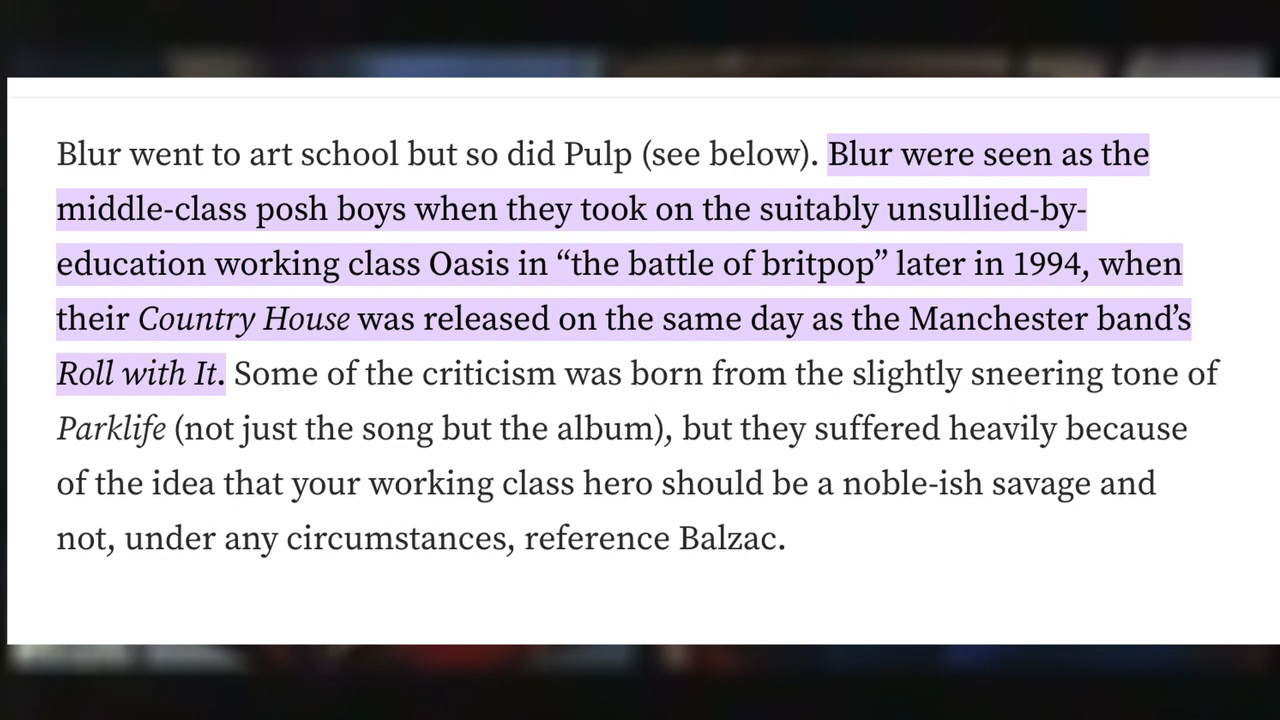 Blur went to art school but so did Pulp (see below). Blur were seen as the
middle-class posh boys when they took on the suitably unsullied-by-
education working class Oasis in “the battle of britpop” later in 1994, when
their Country House was released on the same day as the Manchester band’s
Roll with It. Some of the criticism was born from the slightly sneering tone of
Parklife (not just the song but the album), but they suffered heavily because
of the idea that your working class hero should be a noble-ish savage and
not, under any circumstances, reference Balzac.